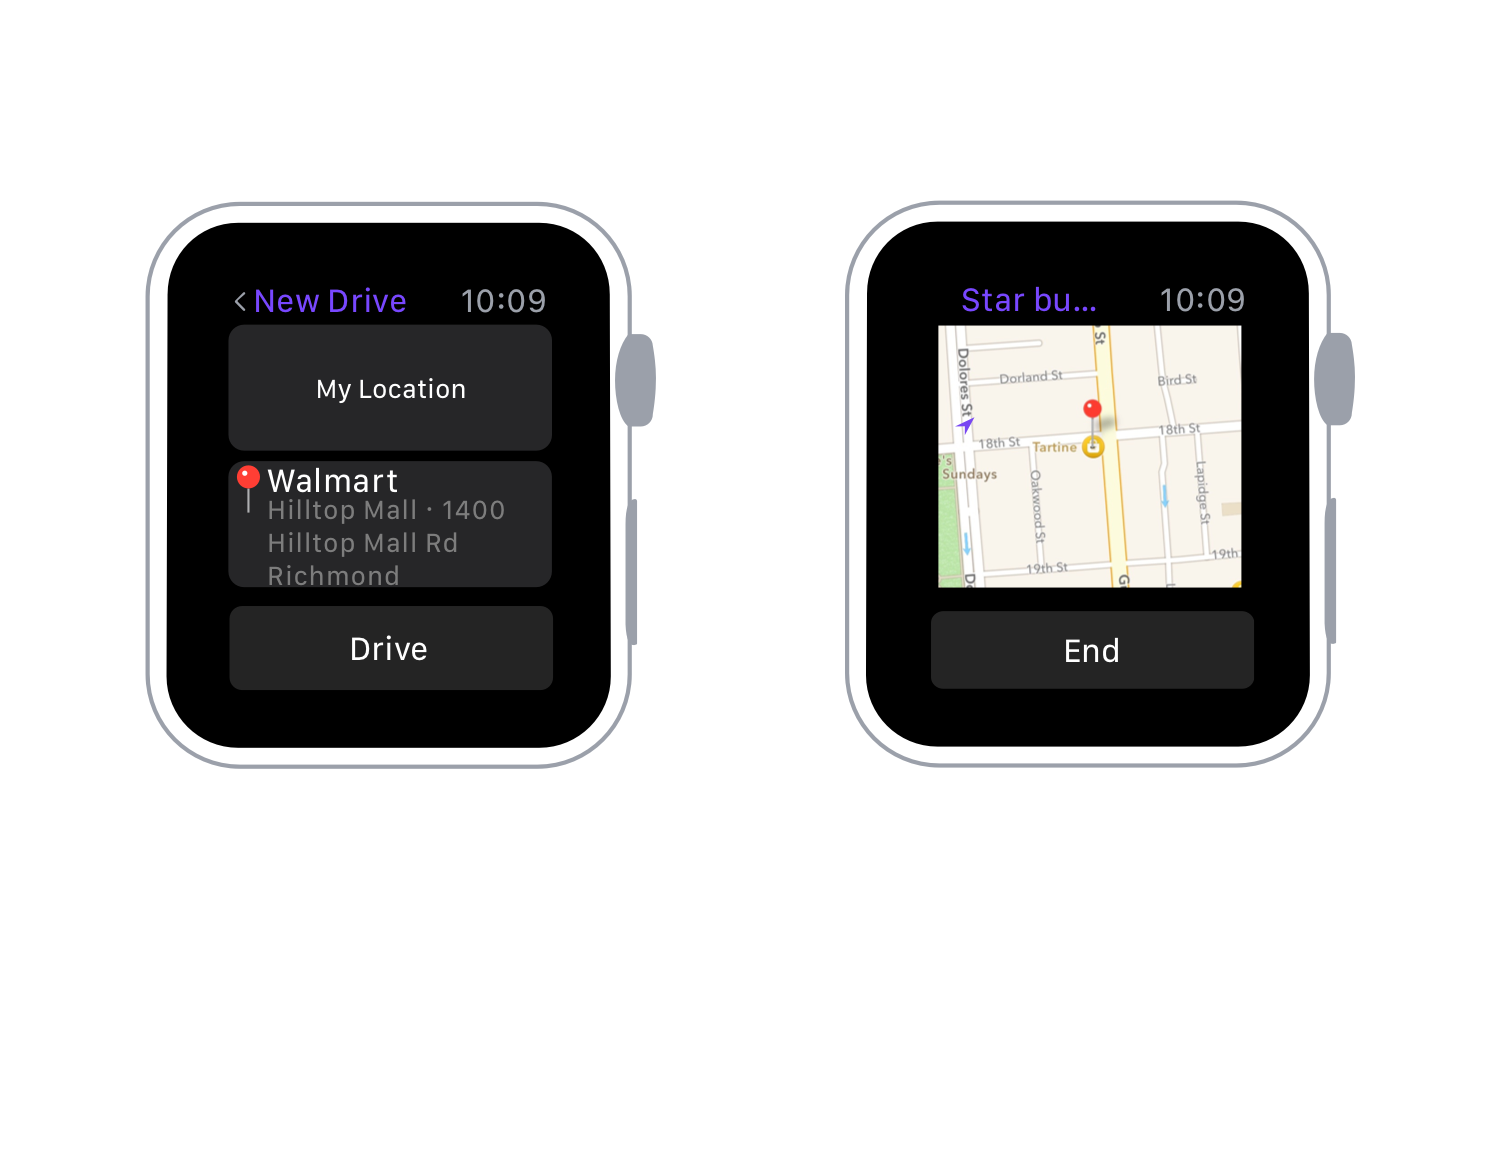 New Drive 10:09
My Location
Walmart
Hilltop Mall · 1400
Hilltop Mall Rd
Richmond
Drive
Star bu... 10:09
St
Dolores St
Dorland St
Bird St
18th St
18th St
Tartine
's
Sundays
Oakwood St
Lapidge St
19th
19th St
Do
G
End